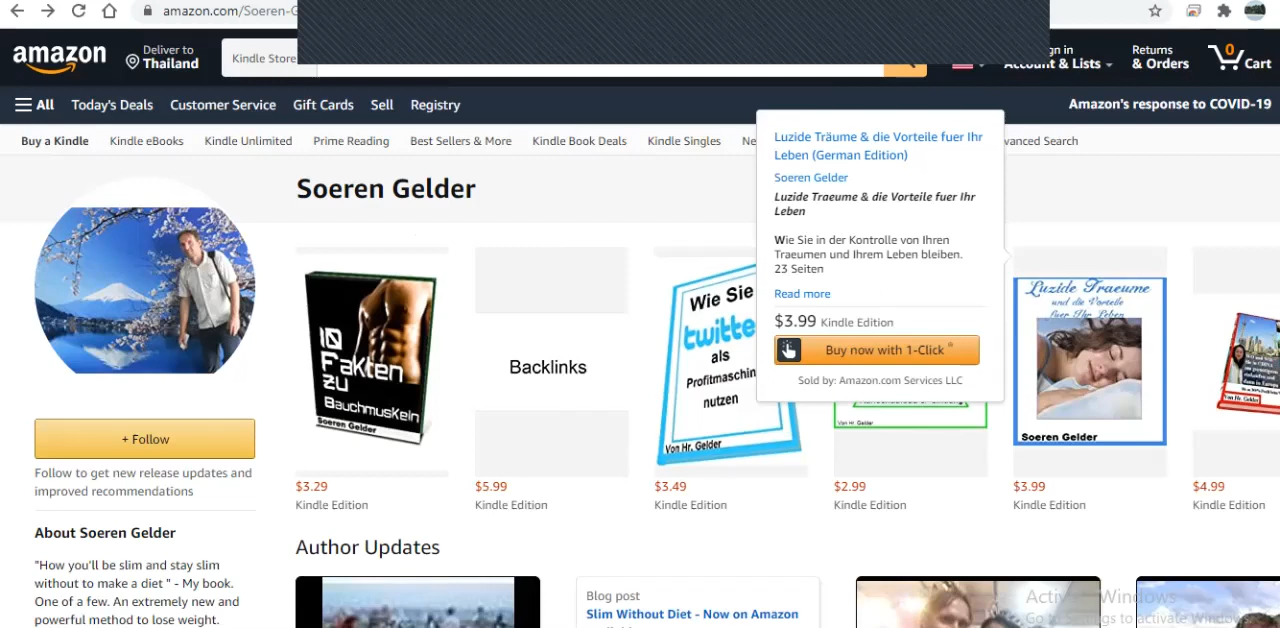 amazon.com/Soeren-G
amazon
Deliver to
Thailand
Kindle Store
gn in
Account & Lists
Returns
& Orders
0
Cart
All
Today's Deals
Customer Service
Gift Cards
Sell
Registry
Amazon's response to COVID-19
Buy a Kindle
Kindle eBooks
Kindle Unlimited
Prime Reading
Best Sellers & More
Kindle Book Deals
Kindle Singles
Ne
vanced Search
Soeren Gelder
Luzide Träume & die Vorteile fuer Ihr
Leben (German Edition)
Soeren Gelder
Luzide Traeume & die Vorteile fuer Ihr
Leben
Wie Sie in der Kontrolle von Ihren
Traeumen und Ihrem Leben bleiben.
23 Seiten
Read more
$3.99 Kindle Edition
Buy now with 1-Click ®
Sold by: Amazon.com Services LLC
10
Fakten
zu
Bauchmuskeln
Soeren Gelder
Backlinks
Wie Sie
twitte
als
Profitmaschin
nutzen
Von Hr. Gelder
Von Hr. Gelder
Luzide Traeume
und die Vorteile
fuer Ihr Leben
Soeren Gelder
Von Hr. Gelder
$3.29
Kindle Edition
$5.99
Kindle Edition
$3.49
Kindle Edition
$2.99
Kindle Edition
$3.99
Kindle Edition
$4.99
Kindle Edition
+ Follow
Follow to get new release updates and
improved recommendations
About Soeren Gelder
"How you'll be slim and stay slim
without to make a diet " - My book.
One of a few. An extremely new and
powerful method to lose weight.
Author Updates
Blog post
Slim Without Diet - Now on Amazon
Activate Windows
Go to Settings to activate Windows.